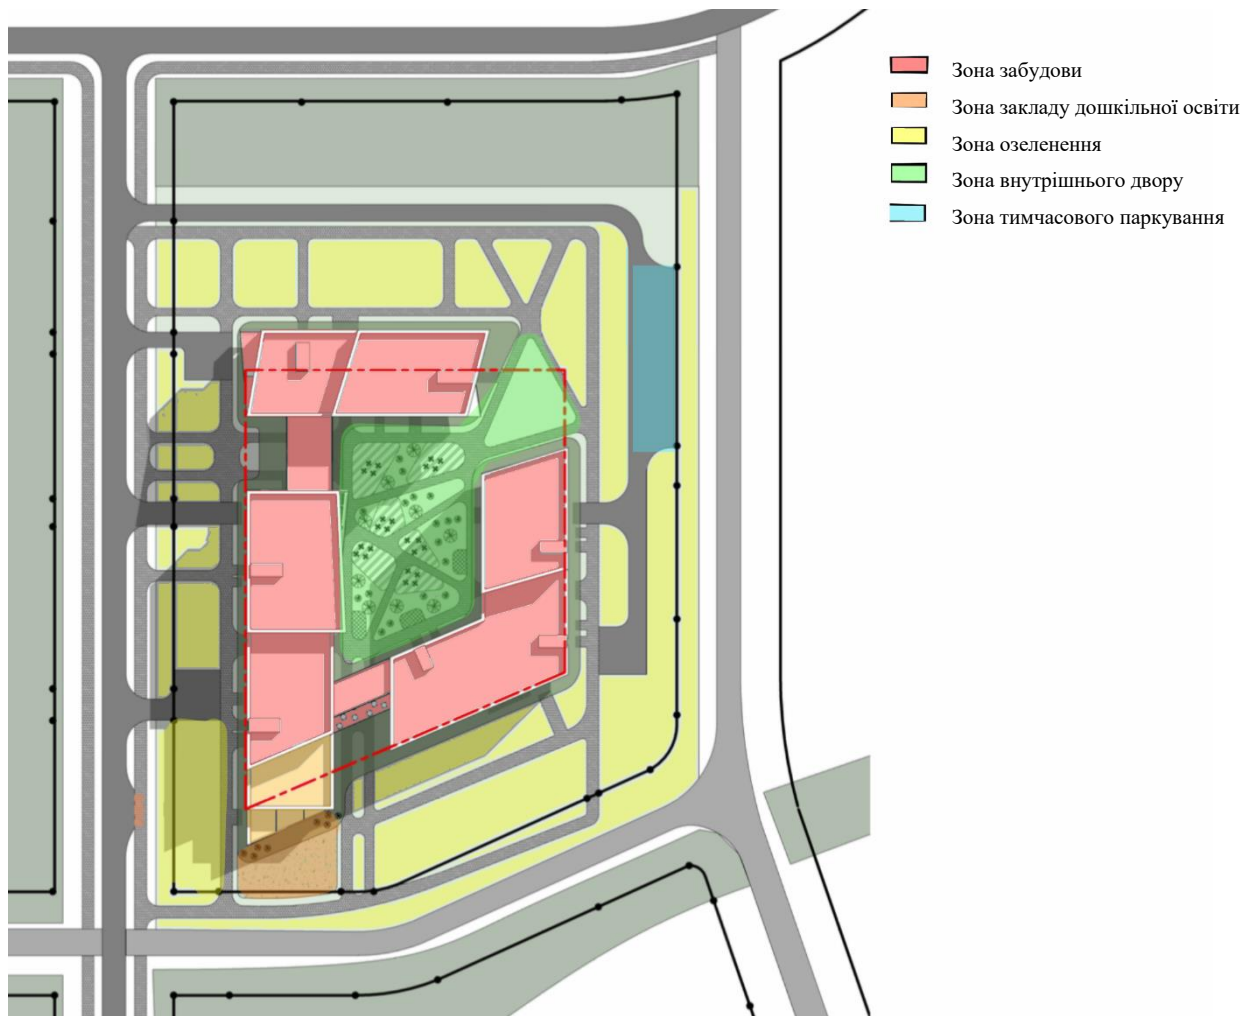 Зона забудови
Зона закладу дошкільної освіти
Зона озеленення
Зона внутрішнього двору
Зона тимчасового паркування